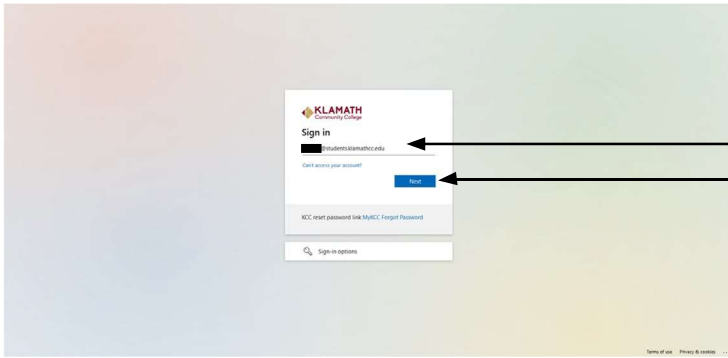 KLAMATH
Community College
Sign in
@students.klamathcc.edu
Can't access your account?
Next
KCC reset password link MyKCC Forgot Password
Sign-in options
Terms of use Privacy & cookies ...